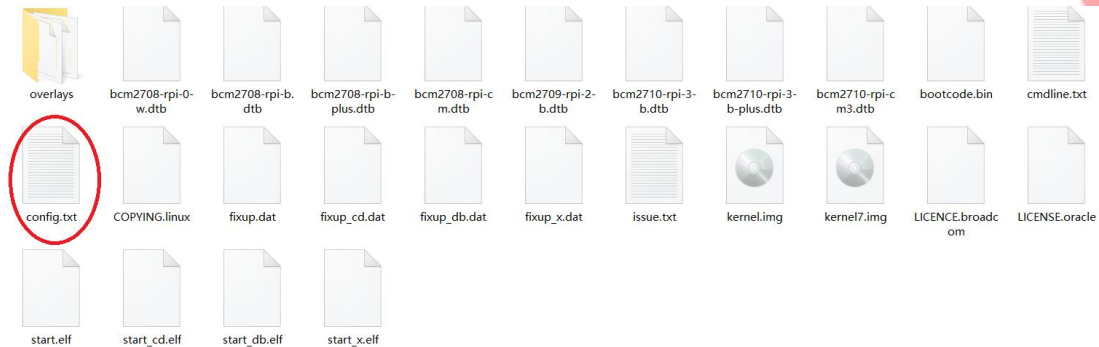 overlays
bcm2708-rpi-0-
w.dtb
bcm2708-rpi-b.
dtb
bcm2708-rpi-b-
plus.dtb
bcm2708-rpi-c
m.dtb
bcm2709-rpi-2-
b.dtb
bcm2710-rpi-3-
b.dtb
bcm2710-rpi-3-
b-plus.dtb
bcm2710-rpi-c
m3.dtb
bootcode.bin
cmdline.txt
config.txt
COPYING.linux
fixup.dat
fixup_cd.dat
fixup_db.dat
fixup_x.dat
issue.txt
kernel.img
kernel7.img
LICENCE.broadc
om
LICENSE.oracle
start.elf
start_cd.elf
start_db.elf
start_x.elf